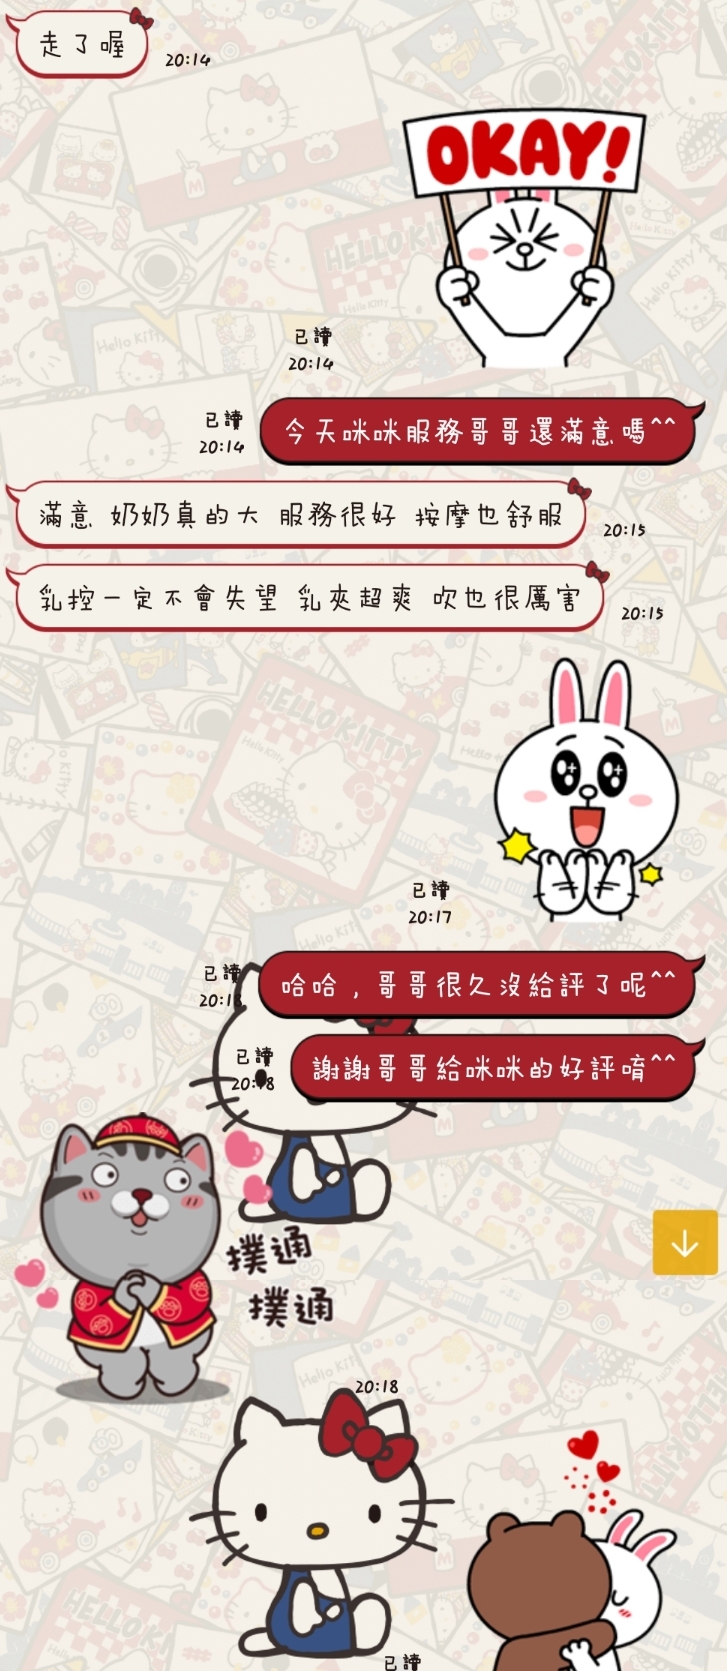 走了喔
20:14
OKAY!
已讀
20:14
已讀
20:14
今天咪咪服務哥哥還滿意嗎^^
滿意 奶奶真的大 服務很好 按摩也舒服
20:15
乳控一定不會失望 乳夾超爽 吹也很厲害
20:15
已讀
20:17
已讀
哈哈，哥哥很久沒給評了呢^^
已讀
20:18
謝謝哥哥給咪咪的好評唷^^
撲通
撲通
20:18
已讀